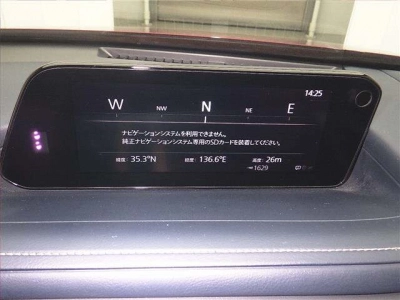 14:25
W NW N NE E
ナビゲーションシステムを利用できません。
純正ナビゲーションシステム専用のSDカードを装着してください。
緯度: 35.3°N 経度: 136.6°E 高度: 26m
1629